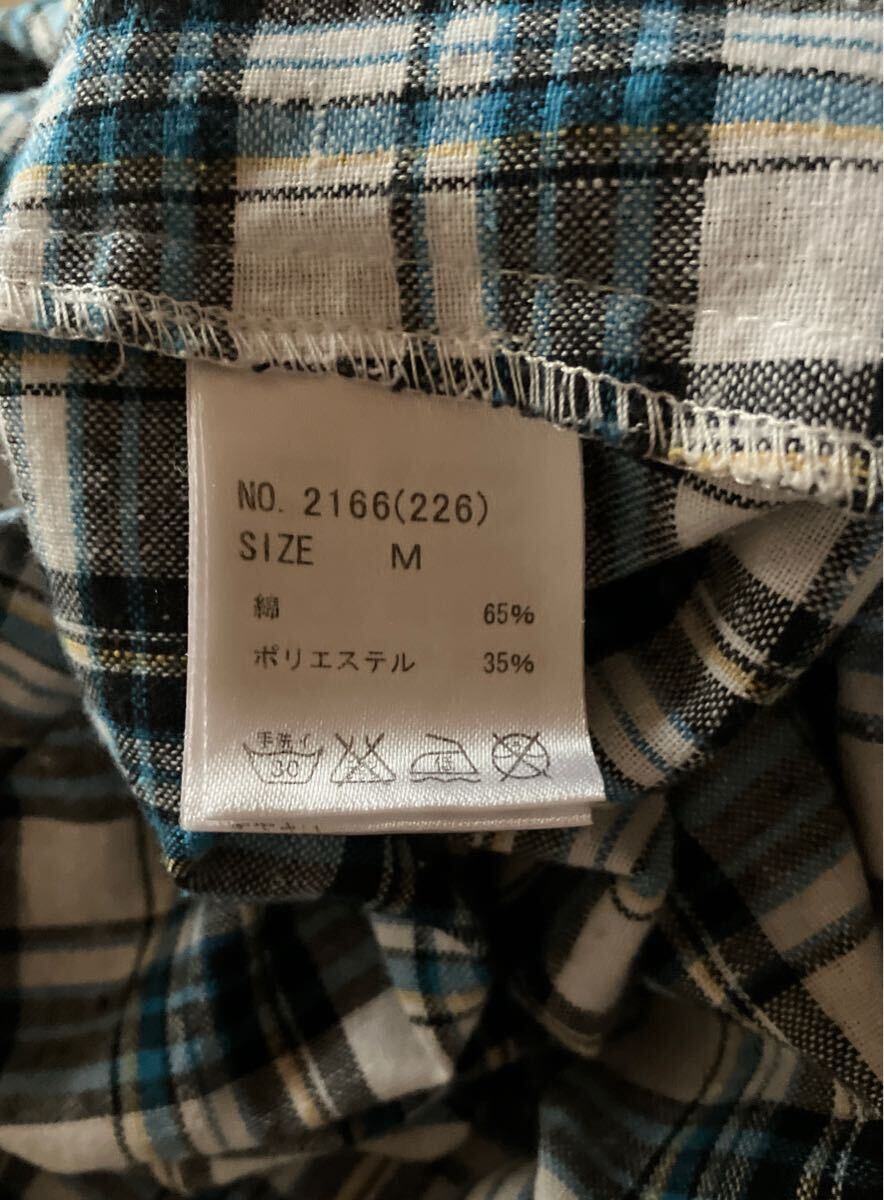 NO. 2166(226)
SIZE M
綿 65%
ポリエステル 35%
手洗イ
30